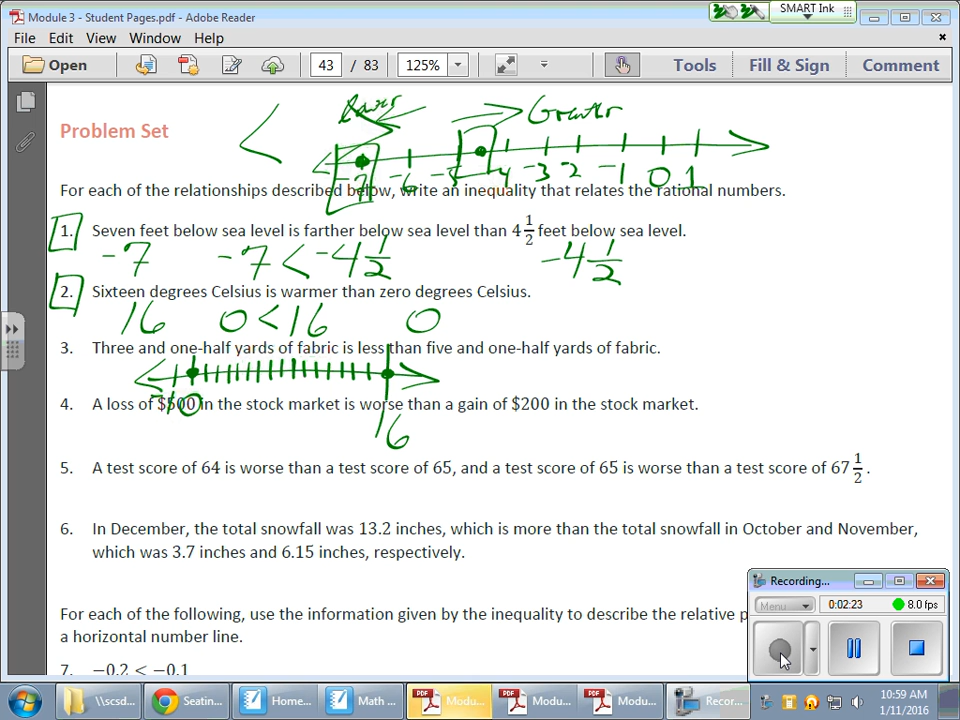 Module 3 - Student Pages.pdf - Adobe Reader
SMART Ink
File Edit View Window Help
Open 43 / 83 125% Tools Fill & Sign Comment
Problem Set
< Lower Greater
-7 -6 -5 -4 -3 -2 -1 0 1
For each of the relationships described below, write an inequality that relates the rational numbers.
1. Seven feet below sea level is farther below sea level than 4 1/2 feet below sea level.
-7 -7 < -4 1/2 -4 1/2
2. Sixteen degrees Celsius is warmer than zero degrees Celsius.
16 0 < 16 0
3. Three and one-half yards of fabric is less than five and one-half yards of fabric.
4. A loss of $500 in the stock market is worse than a gain of $200 in the stock market.
-1 0
16
5. A test score of 64 is worse than a test score of 65, and a test score of 65 is worse than a test score of 67 1/2.
6. In December, the total snowfall was 13.2 inches, which is more than the total snowfall in October and November,
which was 3.7 inches and 6.15 inches, respectively.
Recording...
Menu 0:02:23 8.0 fps
For each of the following, use the information given by the inequality to describe the relative p
a horizontal number line.
7. −0.2 < −0.1
\\scsd... Seatin... Home... Math ... Modu... Modu... Modu... Recor...
10:59 AM
1/11/2016